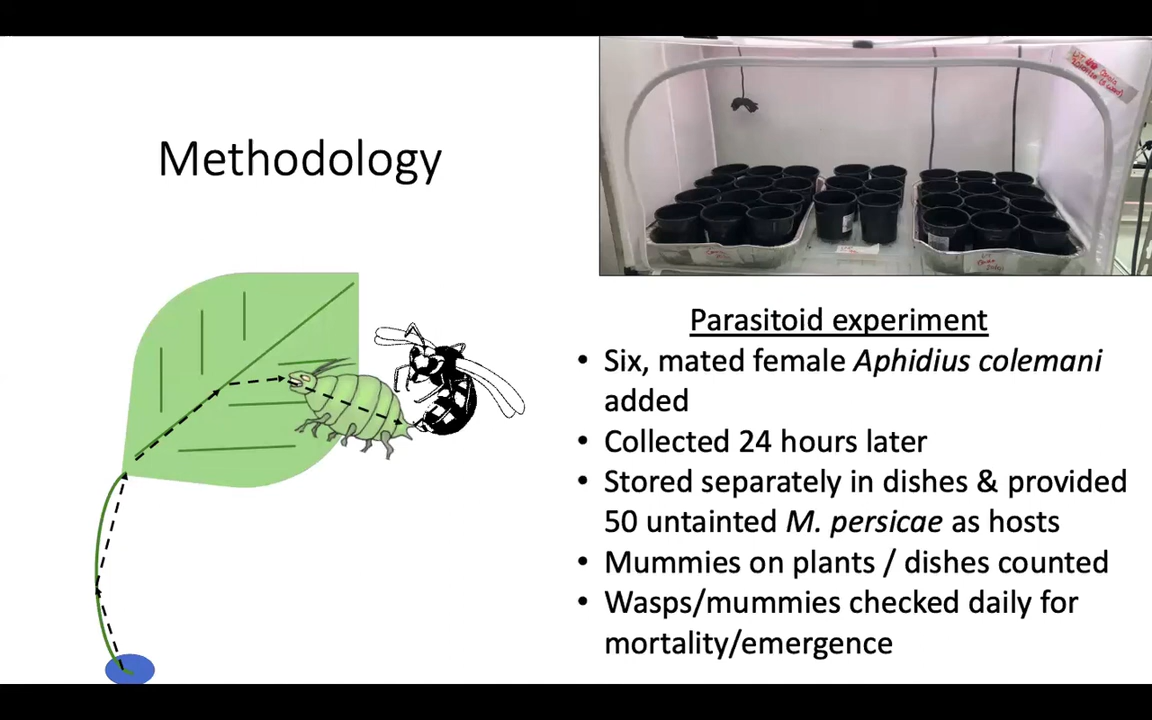 Methodology
Parasitoid experiment
• Six, mated female Aphidius colemani
added
• Collected 24 hours later
• Stored separately in dishes & provided
50 untainted M. persicae as hosts
• Mummies on plants / dishes counted
• Wasps/mummies checked daily for
mortality/emergence